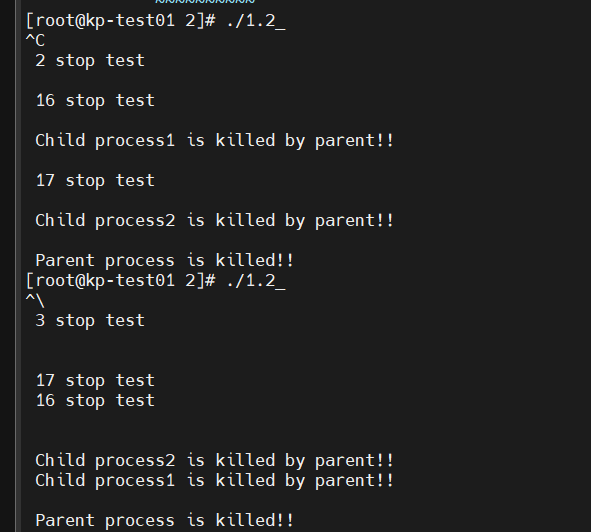 [root@kp-test01 2]# ./1.2_
^C
2 stop test
16 stop test
Child process1 is killed by parent!!
17 stop test
Child process2 is killed by parent!!
Parent process is killed!!
[root@kp-test01 2]# ./1.2_
^\
3 stop test
17 stop test
16 stop test
Child process2 is killed by parent!!
Child process1 is killed by parent!!
Parent process is killed!!